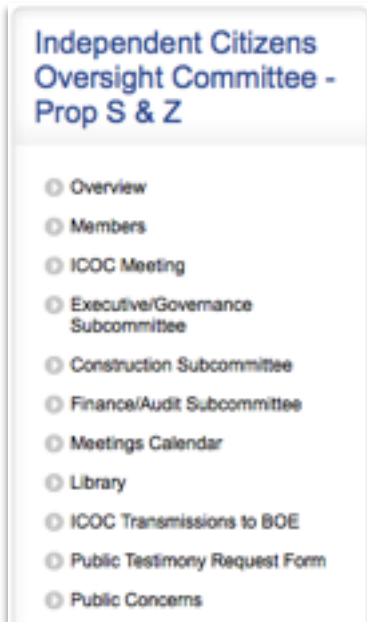 Independent Citizens
Oversight Committee -
Prop S & Z
Overview
Members
ICOC Meeting
Executive/Governance
Subcommittee
Construction Subcommittee
Finance/Audit Subcommittee
Meetings Calendar
Library
ICOC Transmissions to BOE
Public Testimony Request Form
Public Concerns